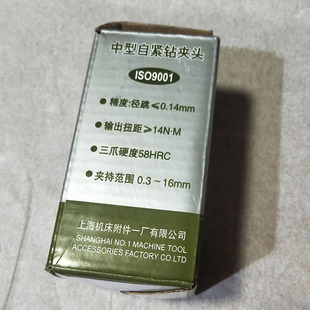 中型自紧钻夹头
ISO9001
● 精度:径跳≤0.14mm
● 输出扭距≥14N·M
● 三爪硬度58HRC
● 夹持范围 0.3~16mm
上海机床附件一厂有限公司
SHANGHAI NO.1 MACHINE TOOL
ACCESSORIES FACTORY CO LTD